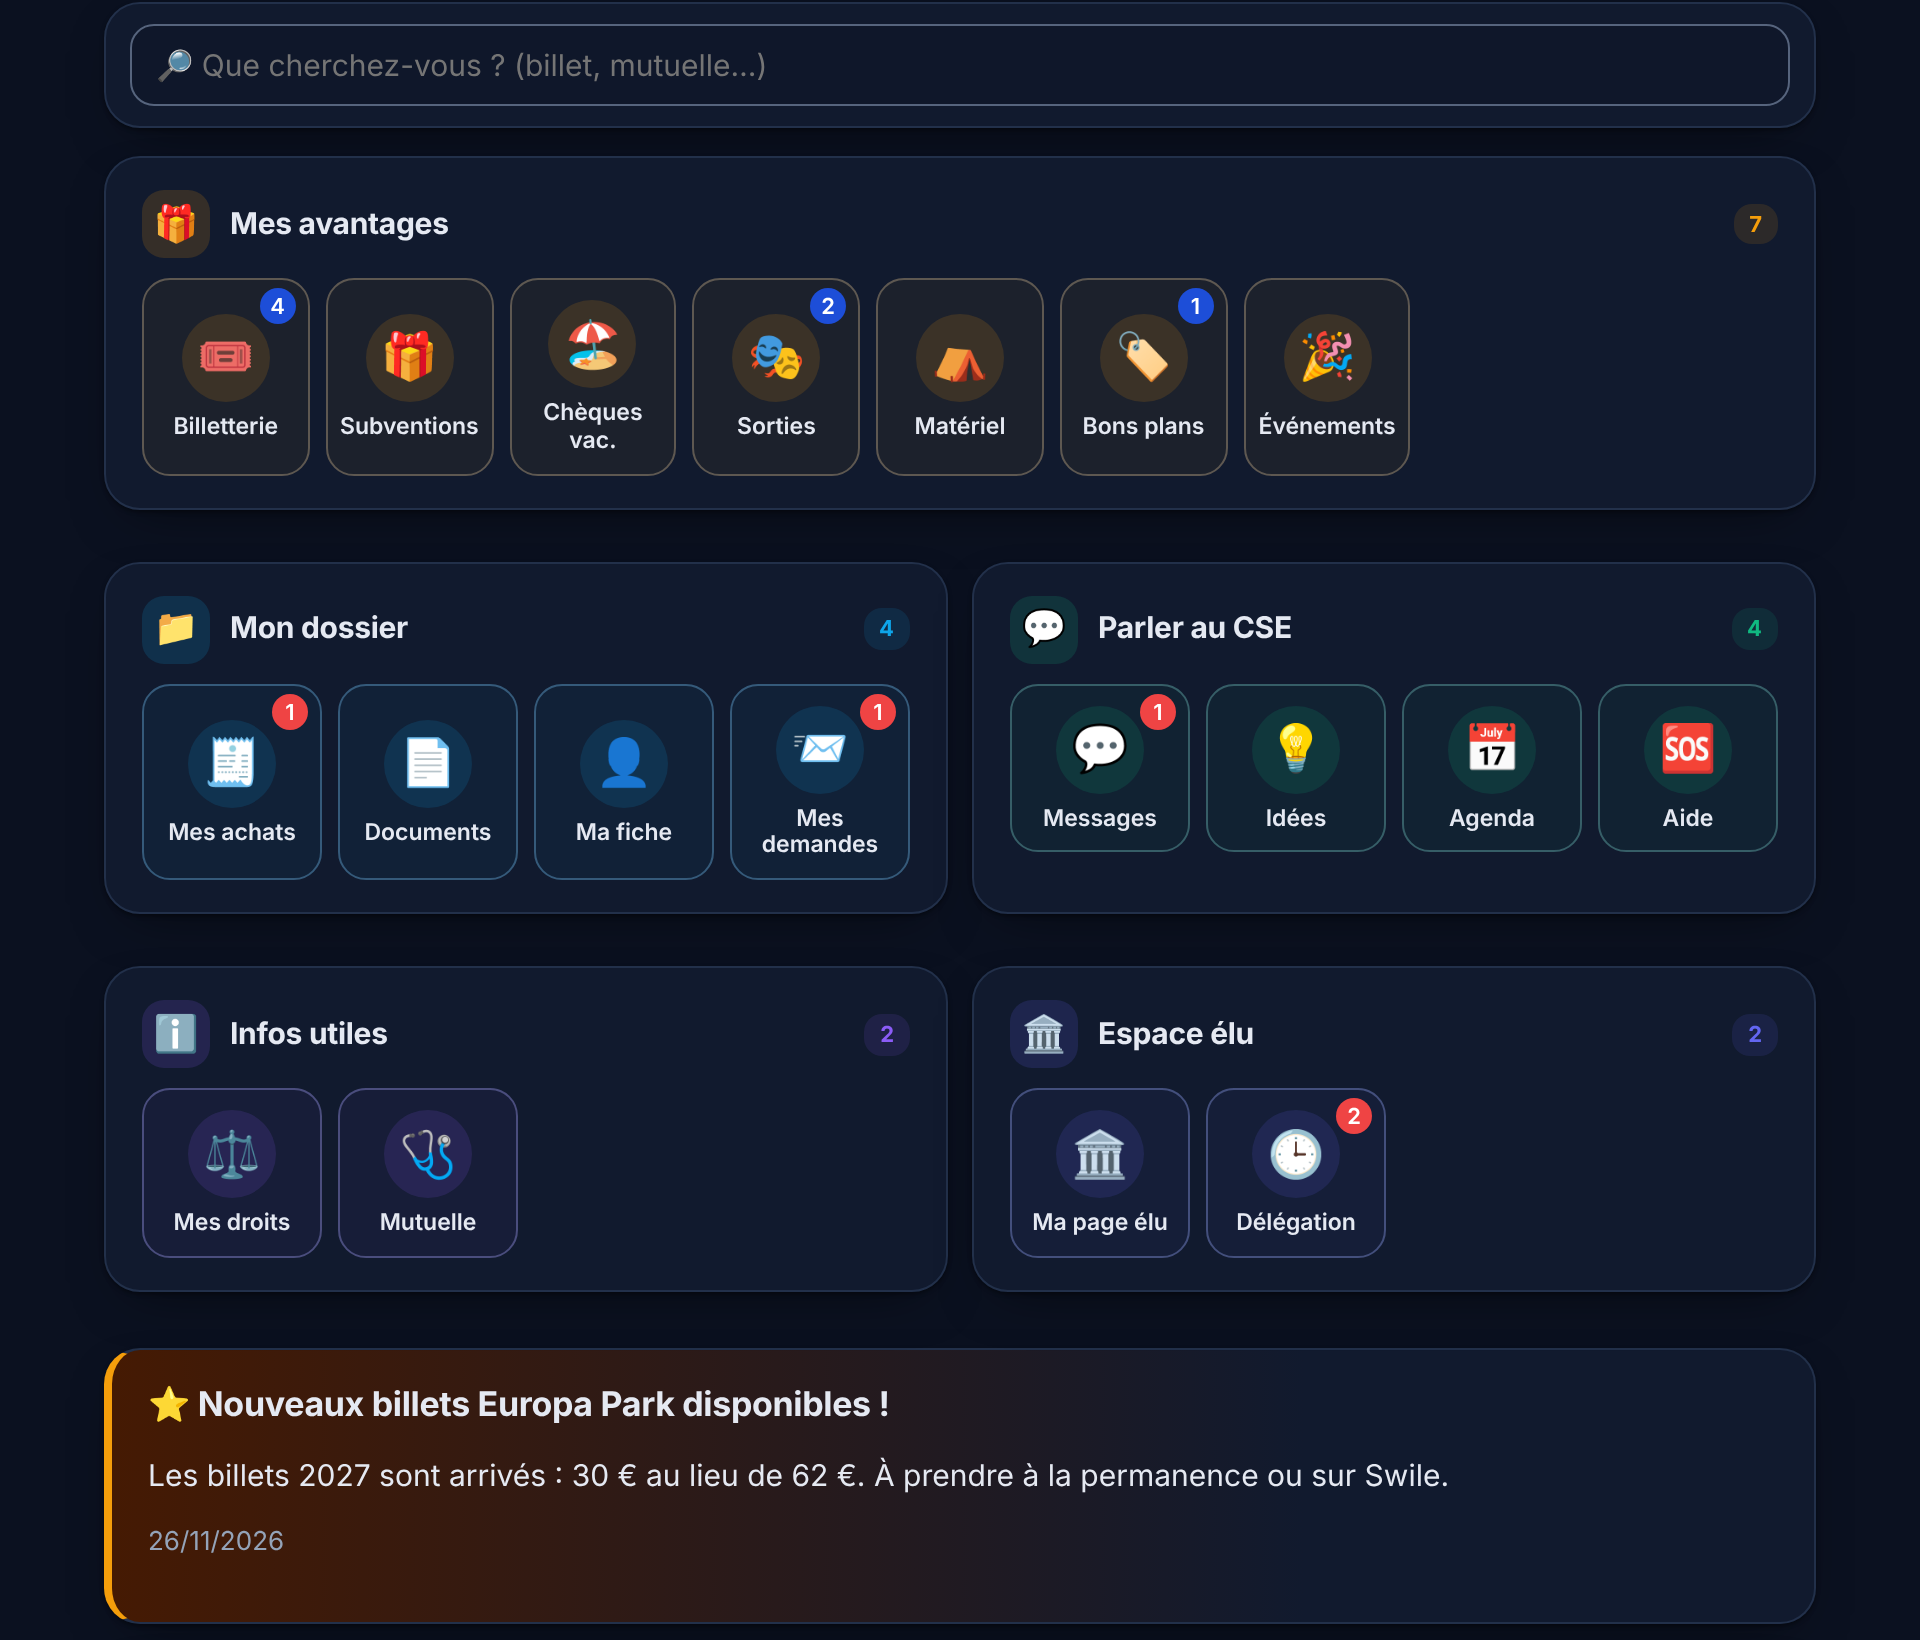 🔎 Que cherchez-vous ? (billet, mutuelle...)
Mes avantages
7
4
Billetterie
Subventions
Chèques
vac.
2
Sorties
Matériel
1
Bons plans
Événements
Mon dossier
4
1
Mes achats
Documents
Ma fiche
1
Mes
demandes
Parler au CSE
4
1
Messages
Idées
July
17
Agenda
SOS
Aide
Infos utiles
2
Mes droits
Mutuelle
Espace élu
2
Ma page élu
2
Délégation
⭐ Nouveaux billets Europa Park disponibles !
Les billets 2027 sont arrivés : 30 € au lieu de 62 €. À prendre à la permanence ou sur Swile.
26/11/2026